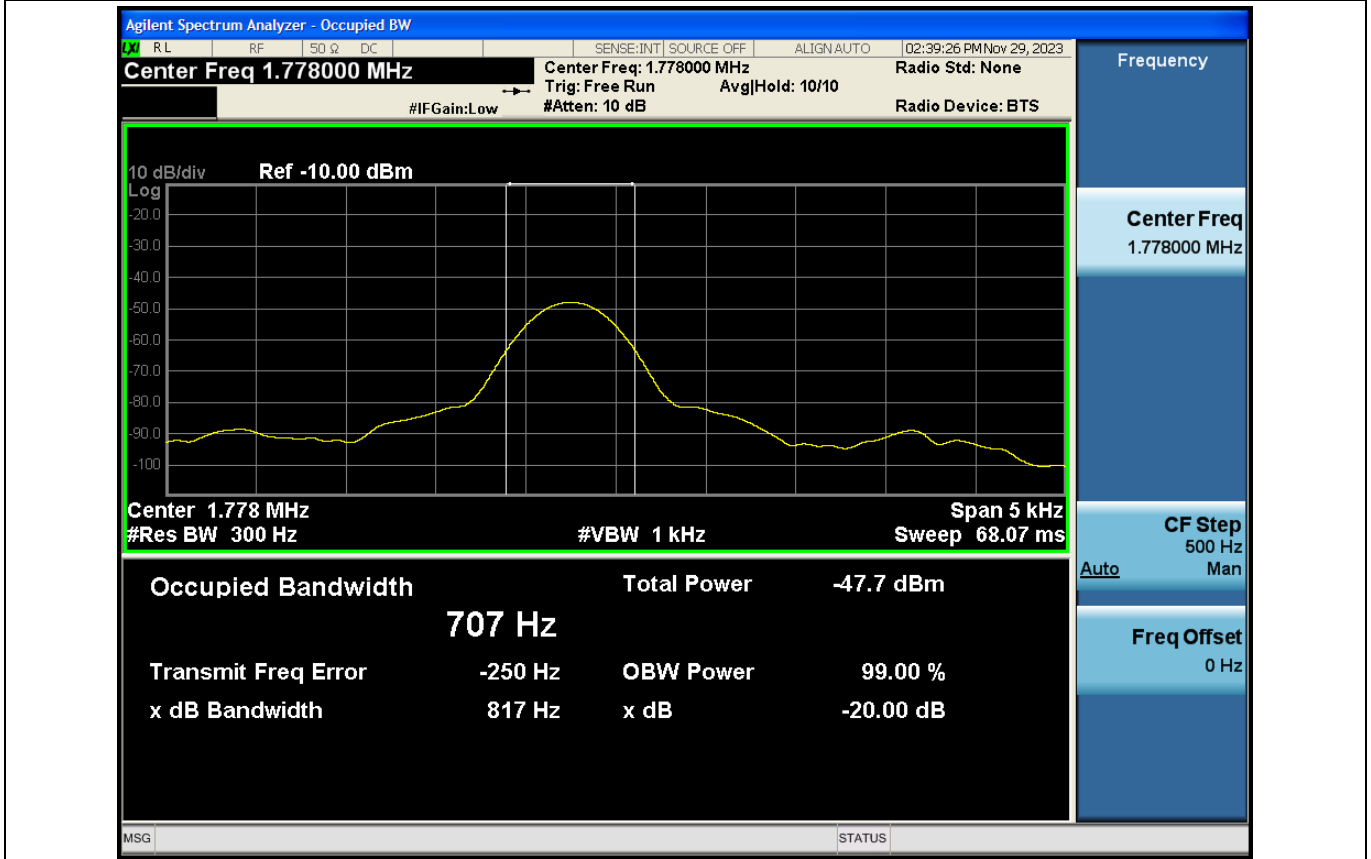 Agilent Spectrum Analyzer - Occupied BW
LXI RL RF 50 Ω DC SENSE:INT SOURCE OFF ALIGN AUTO 02:39:26 PM Nov 29, 2023
Center Freq 1.778000 MHz
Center Freq: 1.778000 MHz
Radio Std: None
Trig: Free Run Avg|Hold: 10/10
#IFGain:Low
#Atten: 10 dB
Radio Device: BTS
10 dB/div Ref -10.00 dBm
Log
-20.0
-30.0
-40.0
-50.0
-60.0
-70.0
-80.0
-90.0
-100
Center 1.778 MHz Span 5 kHz
#Res BW 300 Hz #VBW 1 kHz Sweep 68.07 ms
Occupied Bandwidth Total Power -47.7 dBm
707 Hz
Transmit Freq Error -250 Hz OBW Power 99.00 %
x dB Bandwidth 817 Hz x dB -20.00 dB
Frequency
Center Freq
1.778000 MHz
CF Step
500 Hz
Auto Man
Freq Offset
0 Hz
MSG STATUS